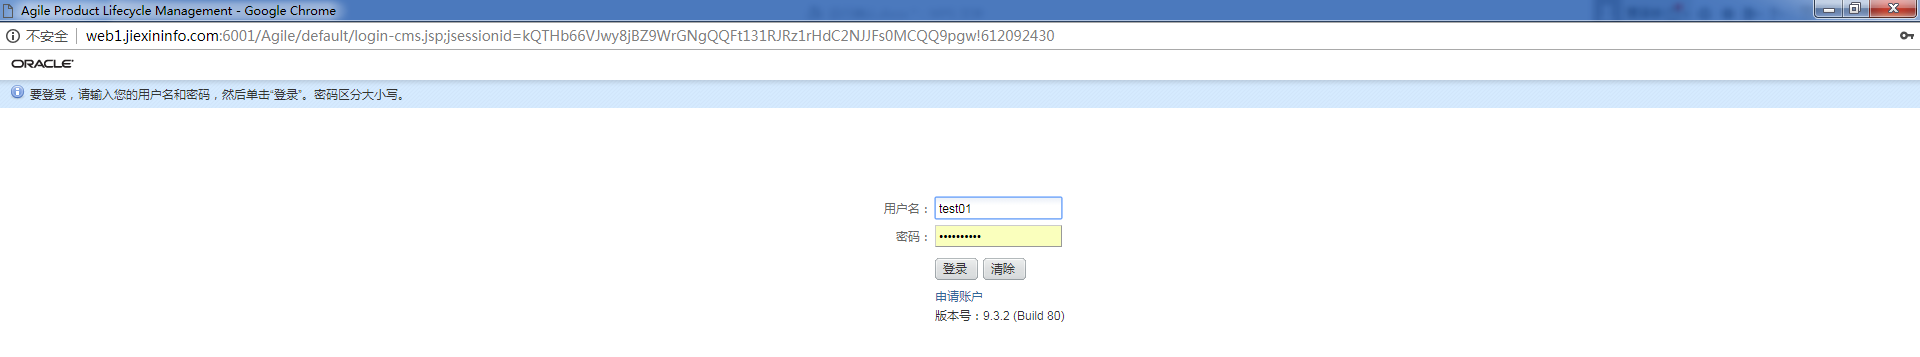 Agile Product Lifecycle Management - Google Chrome
不安全 web1.jiexininfo.com:6001/Agile/default/login-cms.jsp;jsessionid=kQTHb66VJwy8jBZ9WrGNgQQFt131RJRz1rHdC2NJJFs0MCQQ9pgw!612092430
ORACLE
要登录，请输入您的用户名和密码，然后单击“登录”。密码区分大小写。
用户名： test01
密码： ••••••••••
登录 清除
申请账户
版本号：9.3.2 (Build 80)